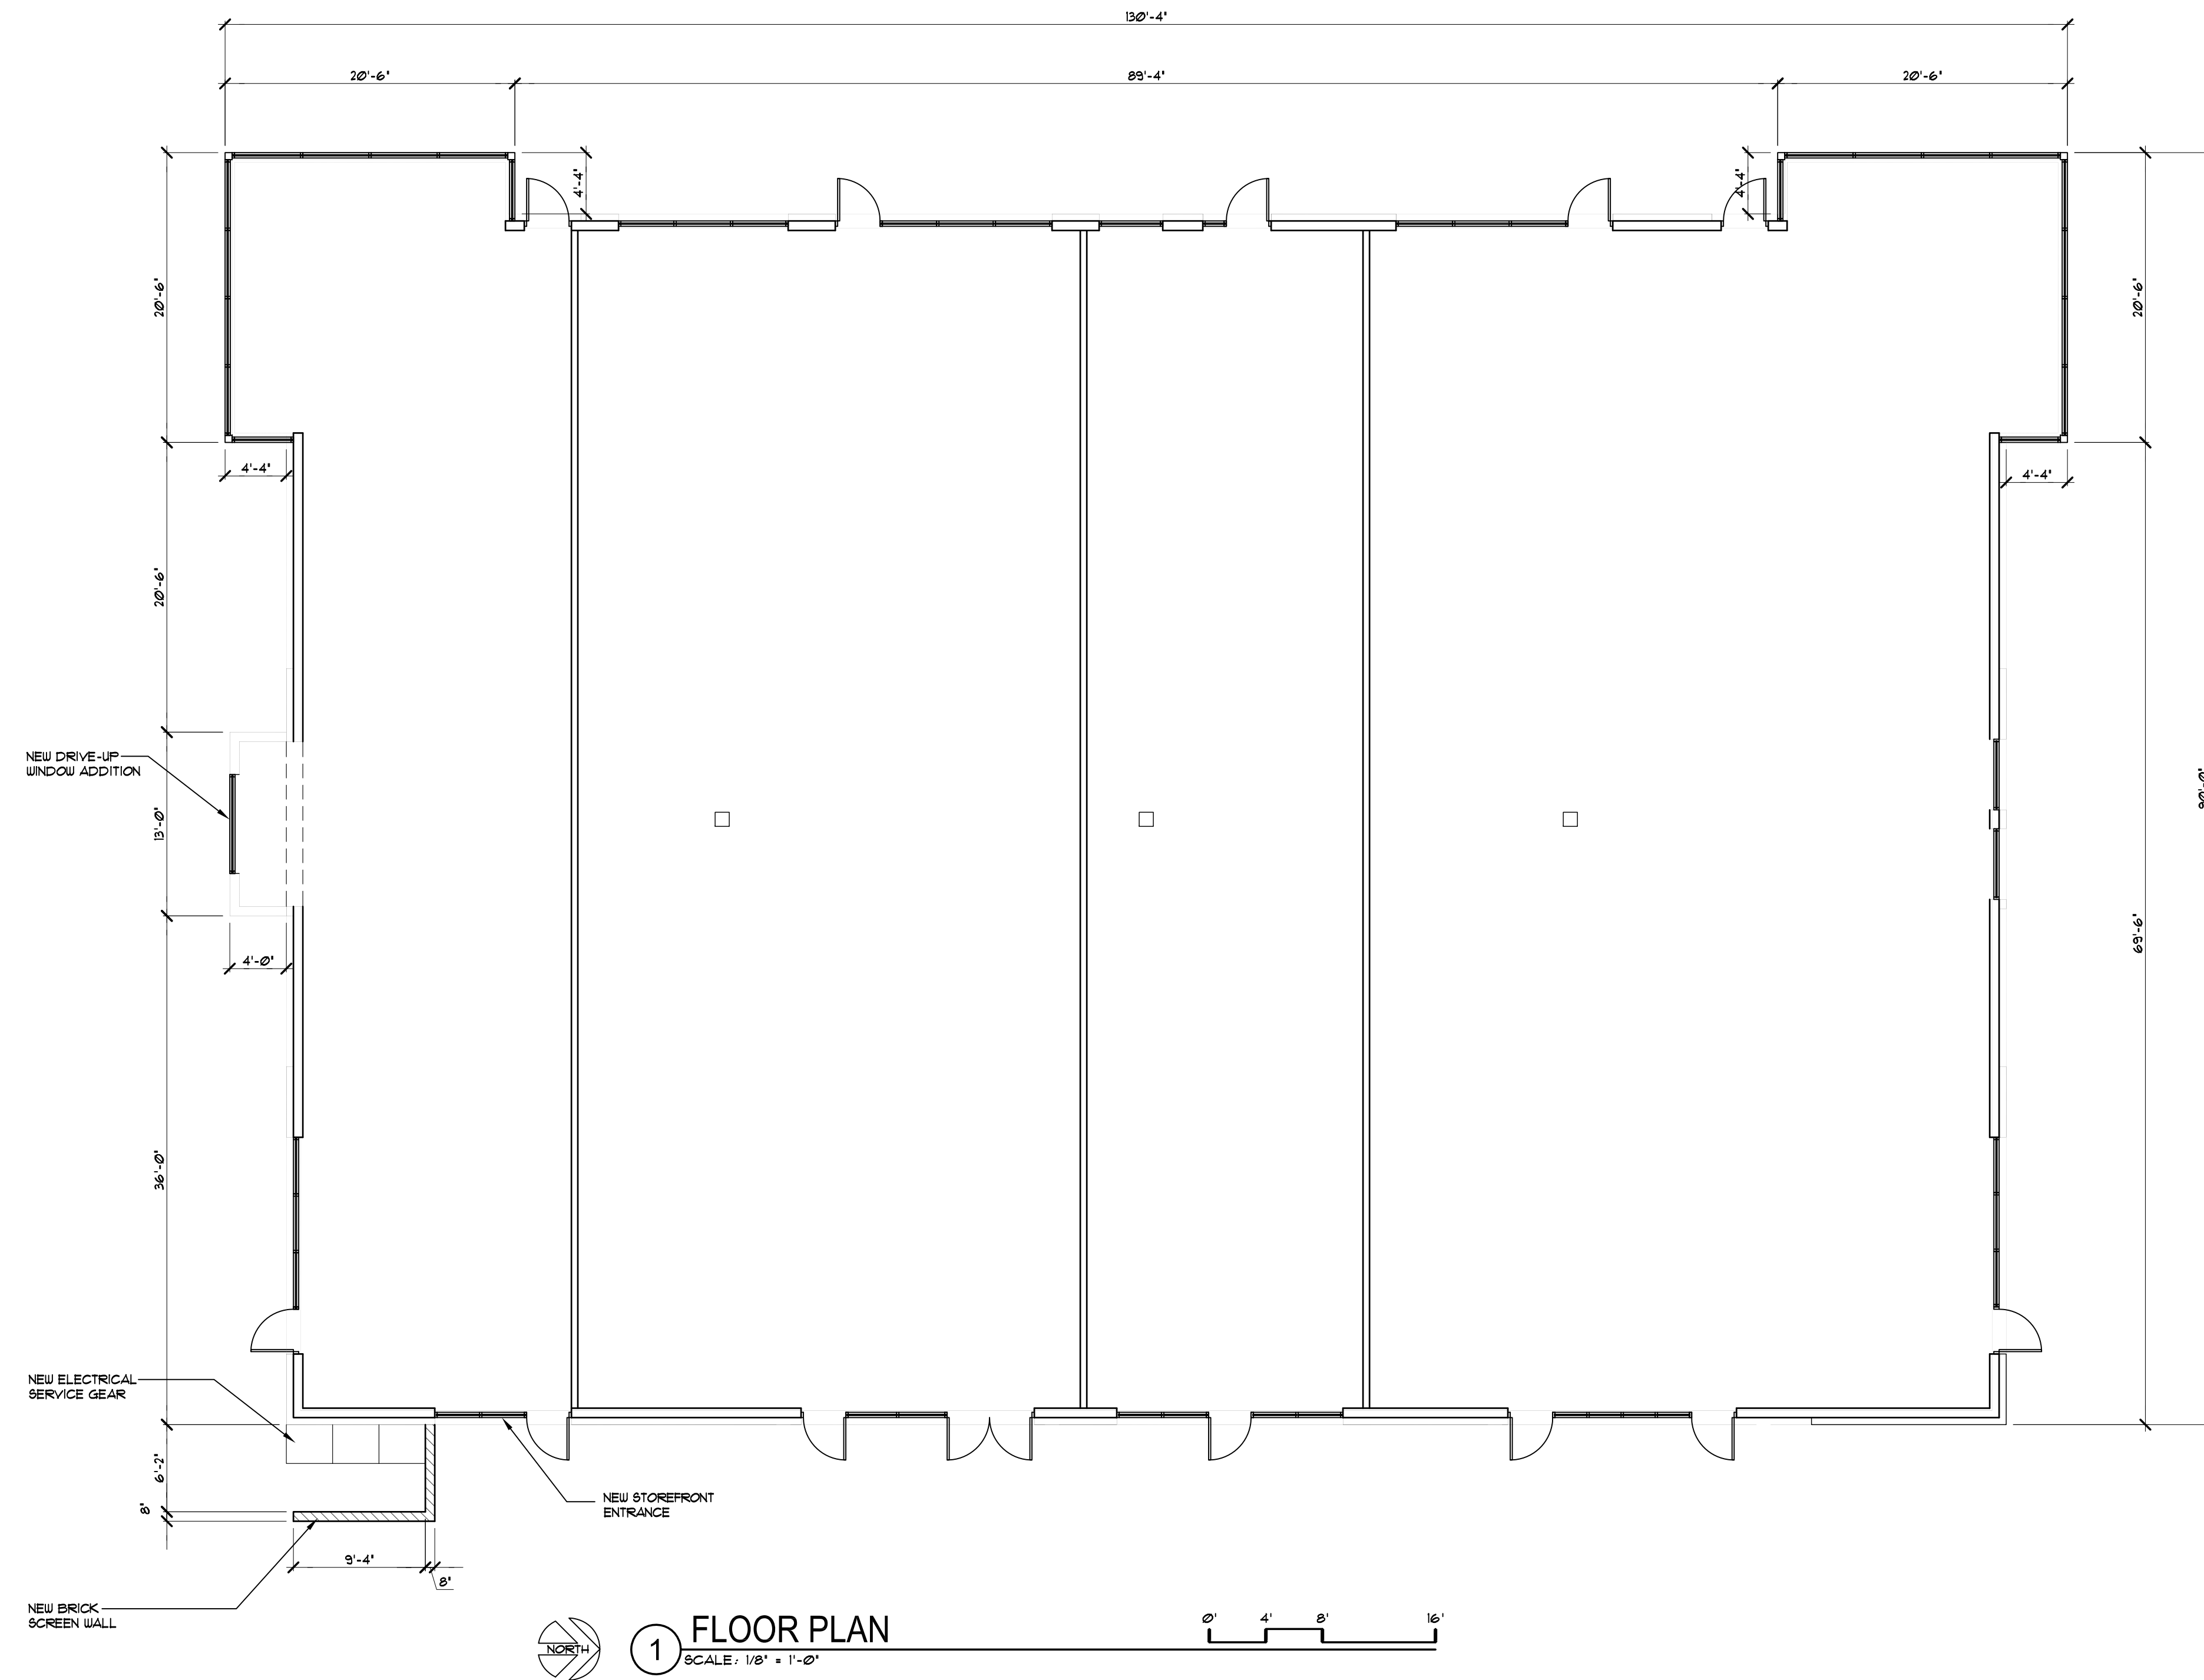 130'-4"
20'-6"
89'-4"
20'-6"
4'-4"
4'-4"
20'-6"
20'-6"
4'-4"
4'-4"
20'-6"
NEW DRIVE-UP
WINDOW ADDITION
13'-0"
90'-0"
69'-6"
4'-0"
36'-0"
NEW ELECTRICAL
SERVICE GEAR
6'-2"
8"
NEW STOREFRONT
ENTRANCE
9'-4"
8"
NEW BRICK
SCREEN WALL
NORTH
1
FLOOR PLAN
SCALE: 1/8" = 1'-0"
0' 4' 8' 16'